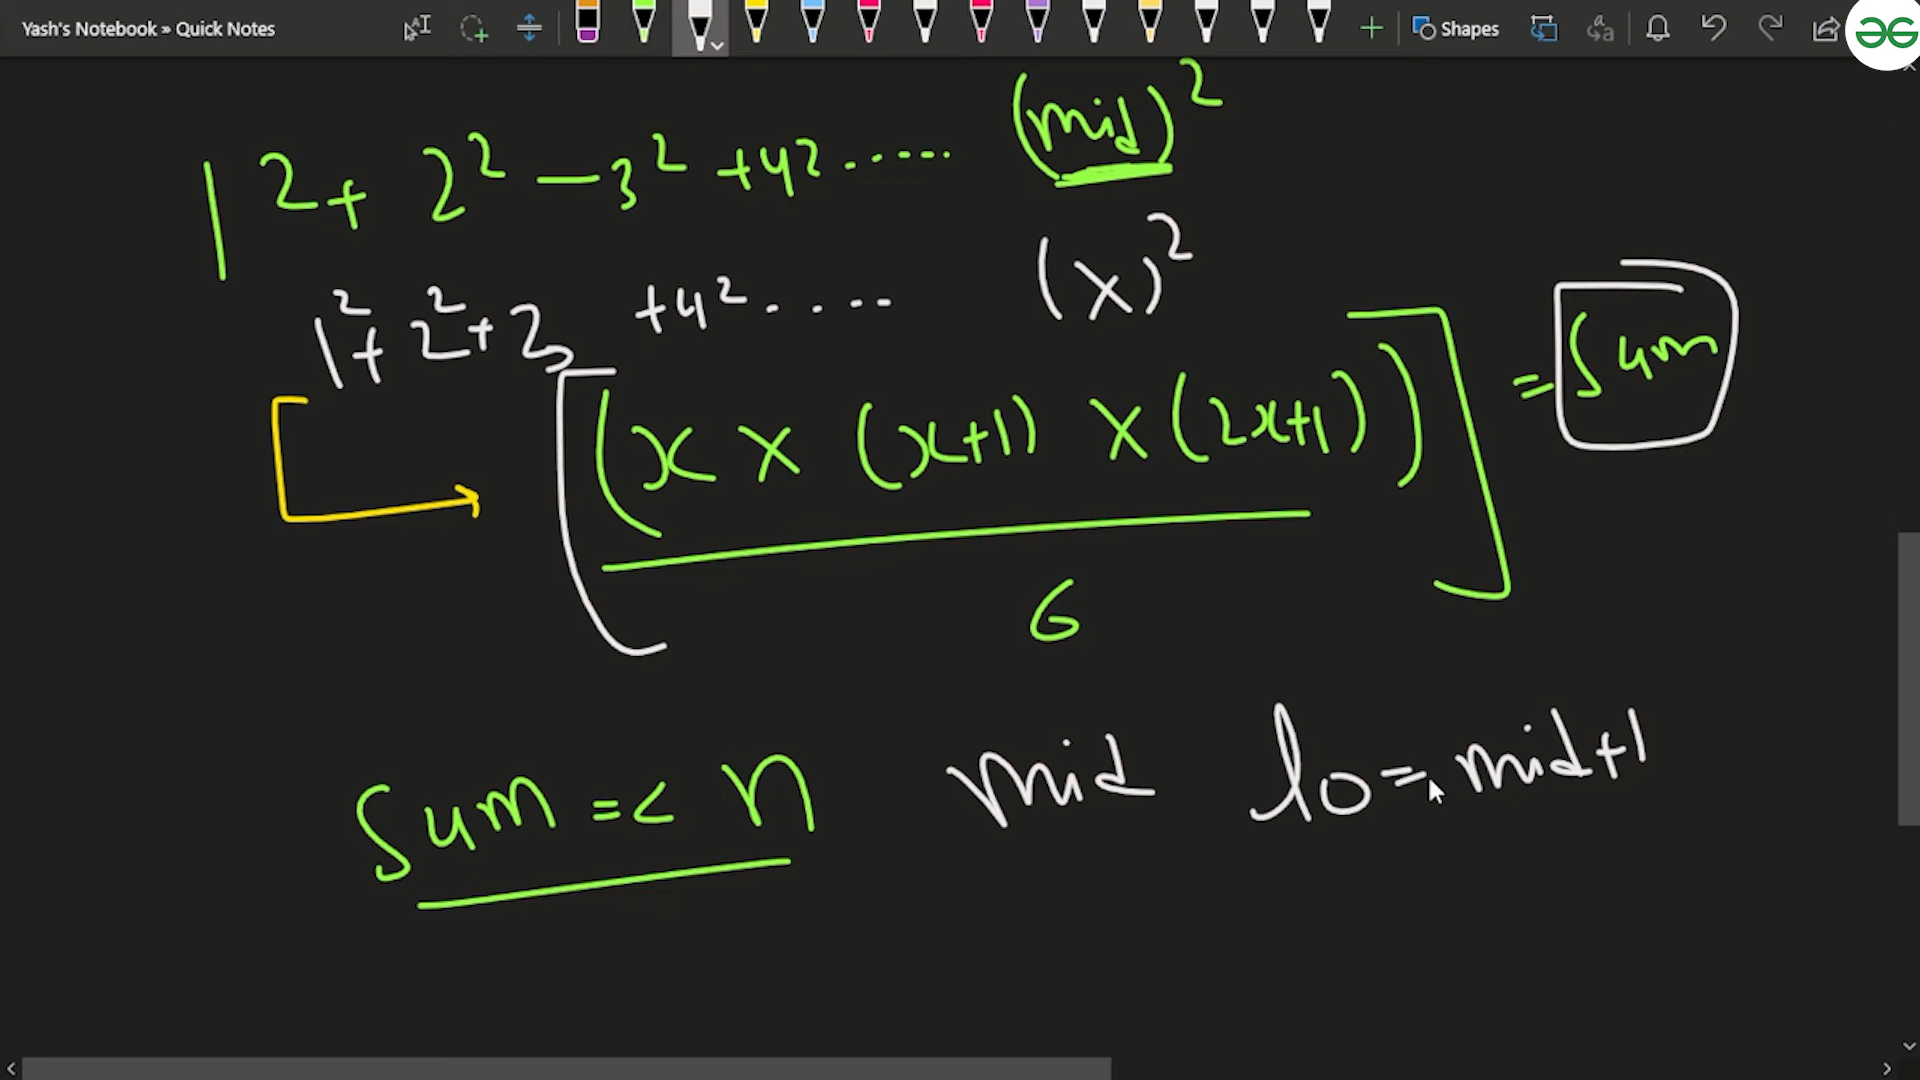 Yash's Notebook » Quick Notes
Shapes
1² + 2² - 3² + 4² ..... (mid)²
1² + 2² + 3 + 4² .... (x)²
[(x × (x+1) × (2x+1))] = Sum
6
Sum =< n mid lo = mid+1